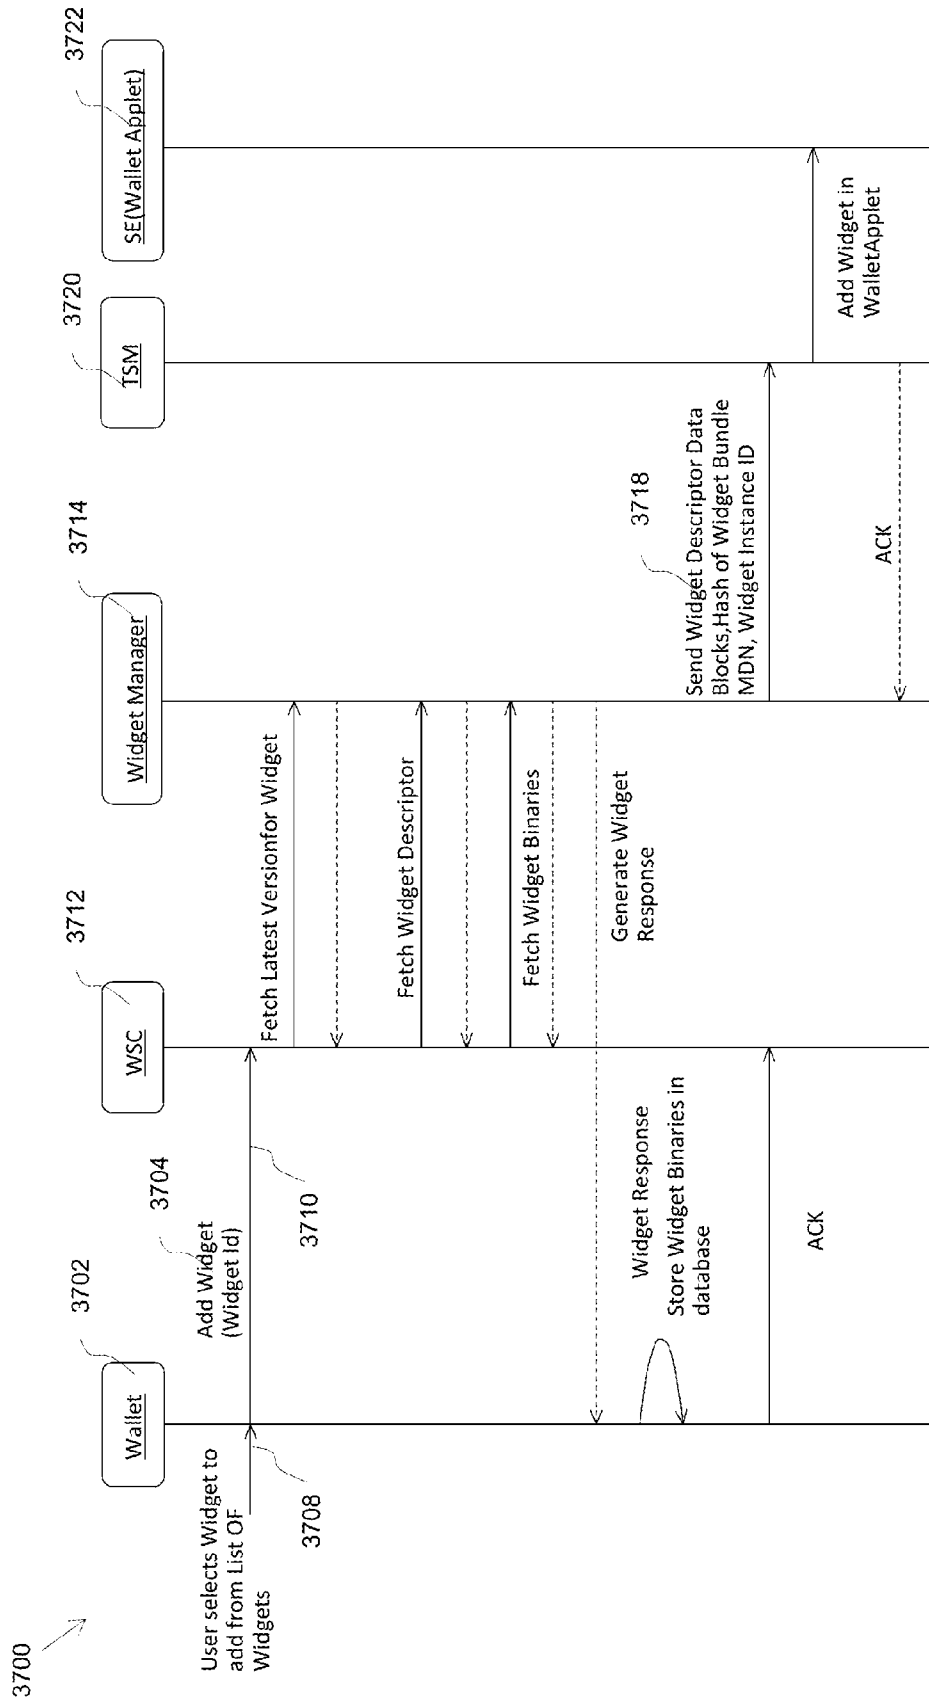 3700
3702
3712
3714
3720
3722
Wallet
WSC
Widget Manager
TSM
SE(Wallet Applet)
User selects Widget to
add from List OF
Widgets
3708
Add Widget
(Widget Id)
3704
3710
Fetch Latest Versionfor Widget
Fetch Widget Descriptor
Fetch Widget Binaries
Generate Widget
Response
Widget Response
Store Widget Binaries in
database
ACK
3718
Send Widget Descriptor Data
Blocks,Hash of Widget Bundle
MDN, Widget Instance ID
Add Widget in
WalletApplet
ACK